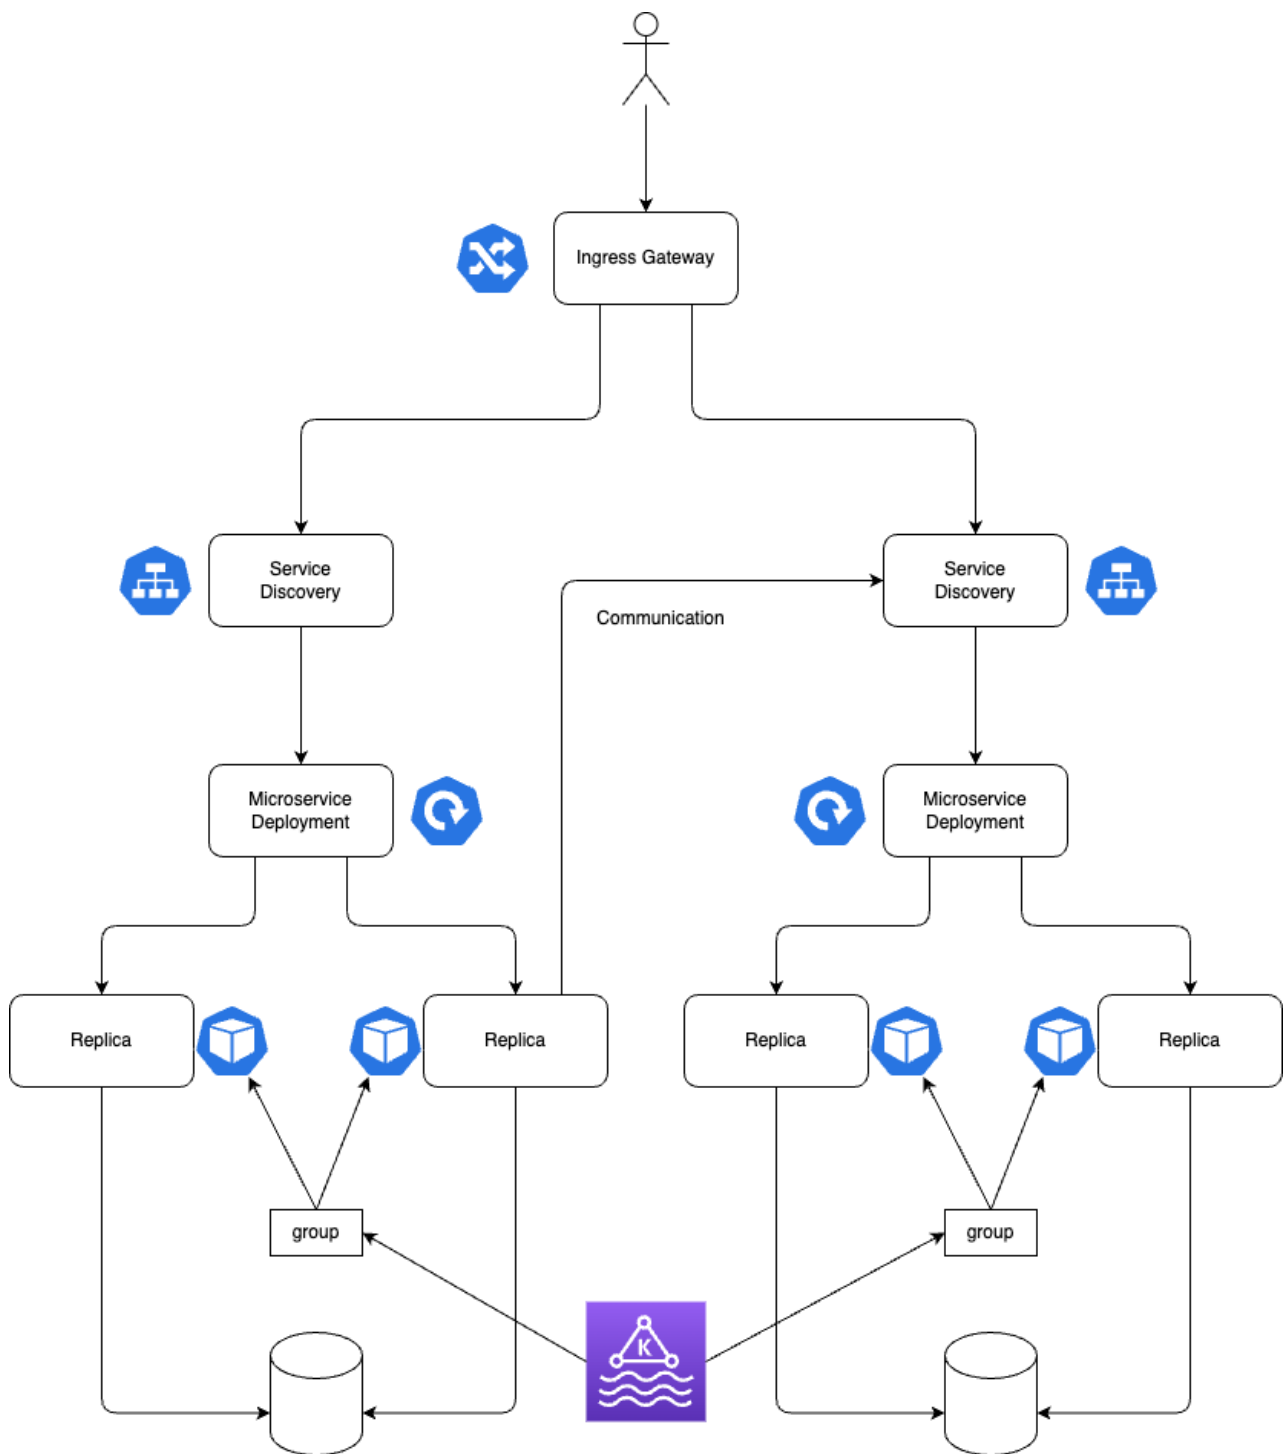 Ingress Gateway
Service
Discovery
Service
Discovery
Communication
Microservice
Deployment
Microservice
Deployment
Replica
Replica
Replica
Replica
group
group
K